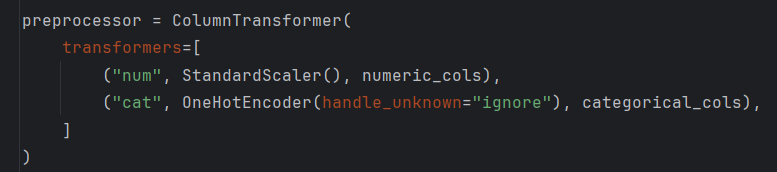 preprocessor = ColumnTransformer(
    transformers=[
        ("num", StandardScaler(), numeric_cols),
        ("cat", OneHotEncoder(handle_unknown="ignore"), categorical_cols),
    ]
)